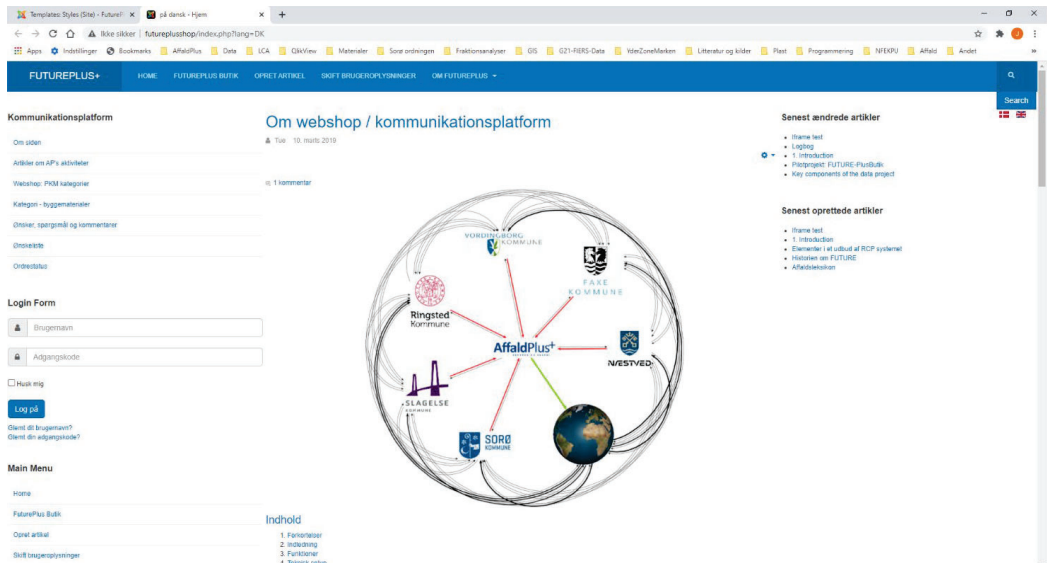 Templates: Styles (Site) - FutureP
på dansk - Hjem
Ikke sikker | futureplusshop/index.php?lang=DK
Apps Indstillinger Bookmarks AffaldPlus Data LCA QlikView Materialer Sorø ordningen Fraktionsanalyser GIS G21-FIERS-Data YderZoneMarken Litteratur og kilder Plast Programmering NFEXPU Affald Andet
FUTUREPLUS+ HOME FUTUREPLUS BUTIK OPRET ARTIKEL SKIFT BRUGEROPLYSNINGER OM FUTUREPLUS
Search
Kommunikationsplatform
Om siden
Artikler om AP's aktiviteter
Webshop: PKM kategorier
Kategori - byggematerialer
Ønsker, spørgsmål og kommentarer
Ønskeliste
Ordrestatus
Login Form
Brugernavn
Adgangskode
Husk mig
Log på
Glemt dit brugernavn?
Glemt din adgangskode?
Main Menu
Home
FuturePlus Butik
Opret artikel
Skift brugeroplysninger
Om webshop / kommunikationsplatform
Tue 19. marts 2019
1 kommentar
VORDINGBORG
KOMMUNE
FAXE
KOMMUNE
Ringsted
Kommune
AffaldPlus+
NÆSTVED
SLAGELSE
KOMMUNE
SORØ
KOMMUNE
Indhold
1. Forkortelser
2. Indledning
3. Funktioner
Senest ændrede artikler
Iframe test
Logbog
1. Introduction
Pilotprojekt: FUTURE-PlusButik
Key components of the data project
Senest oprettede artikler
Iframe test
1. Introduction
Elementer i et udbud af RCP systemet
Historien om FUTURE
Affaldsleksikon